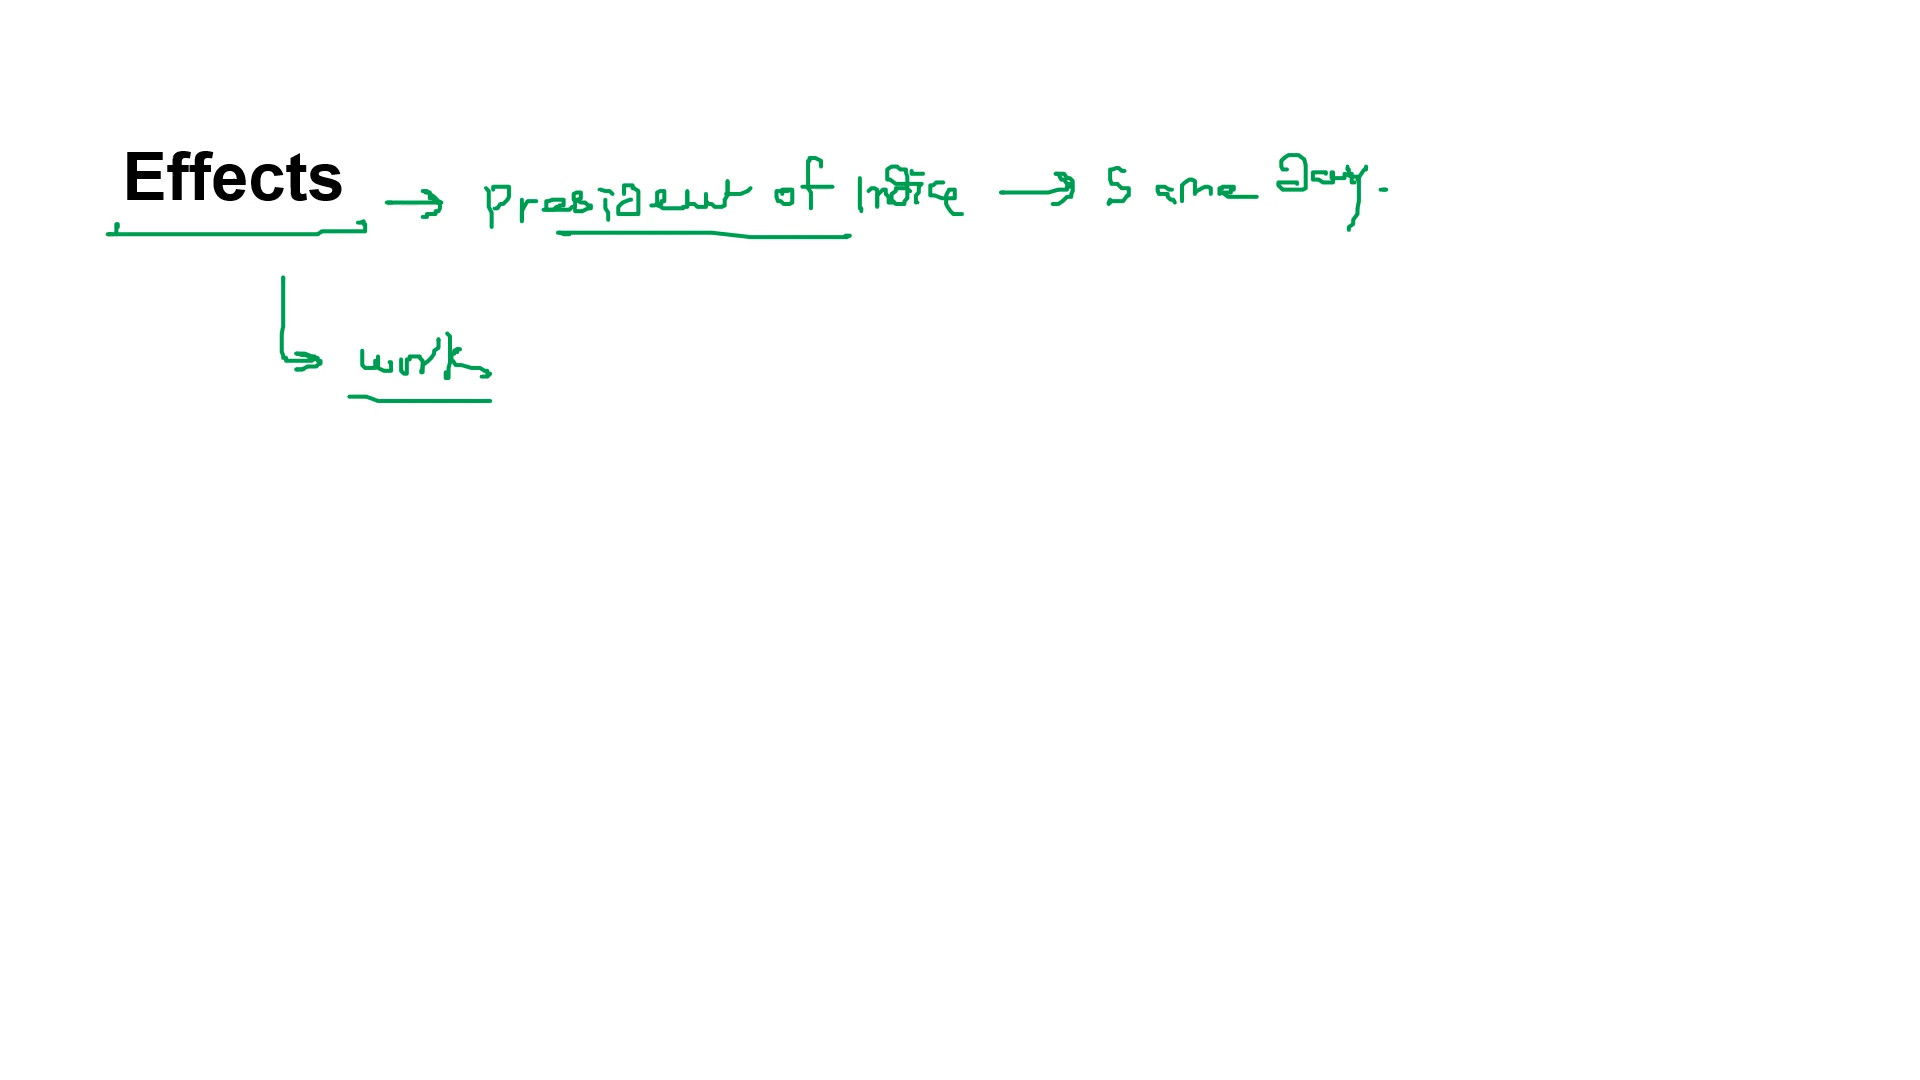 Effects → President of India → Same Day.
↳ work